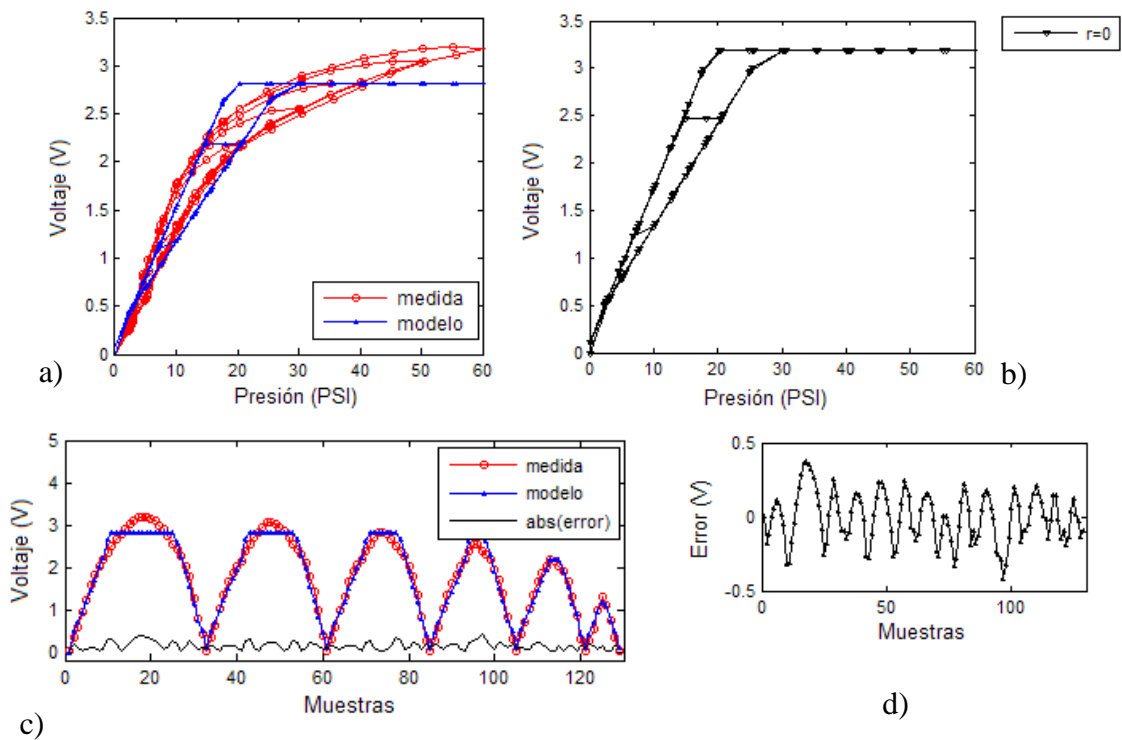 3.5
3
2.5
2
1.5
1
0.5
0
0
10
20
30
40
50
60
Voltaje (V)
Presión (PSI)
medida
modelo
a)
3.5
3
2.5
2
1.5
1
0.5
0
0
10
20
30
40
50
60
Voltaje (V)
Presión (PSI)
r=0
b)
5
4
3
2
1
0
0
20
40
60
80
100
120
Voltaje (V)
Muestras
medida
modelo
abs(error)
c)
0.5
0
-0.5
0
50
100
Error (V)
Muestras
d)